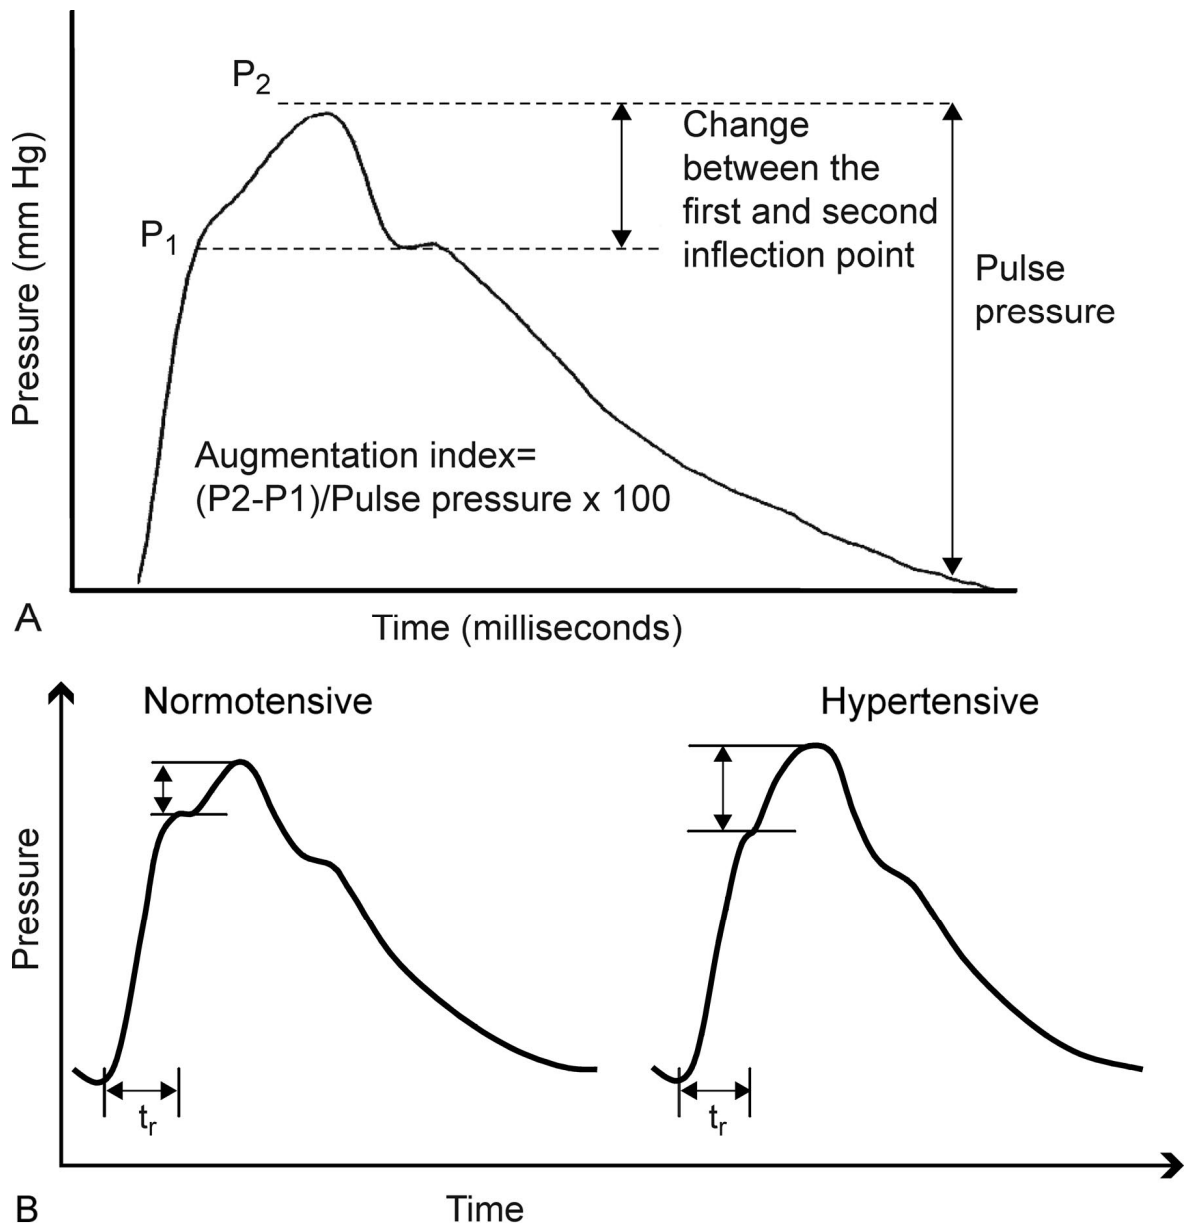 P2
Change
between the
first and second
inflection point
P1
Pulse
pressure
Pressure (mm Hg)
Augmentation index=
(P2-P1)/Pulse pressure x 100
A
Time (milliseconds)
Normotensive
Hypertensive
Pressure
tr
tr
B
Time